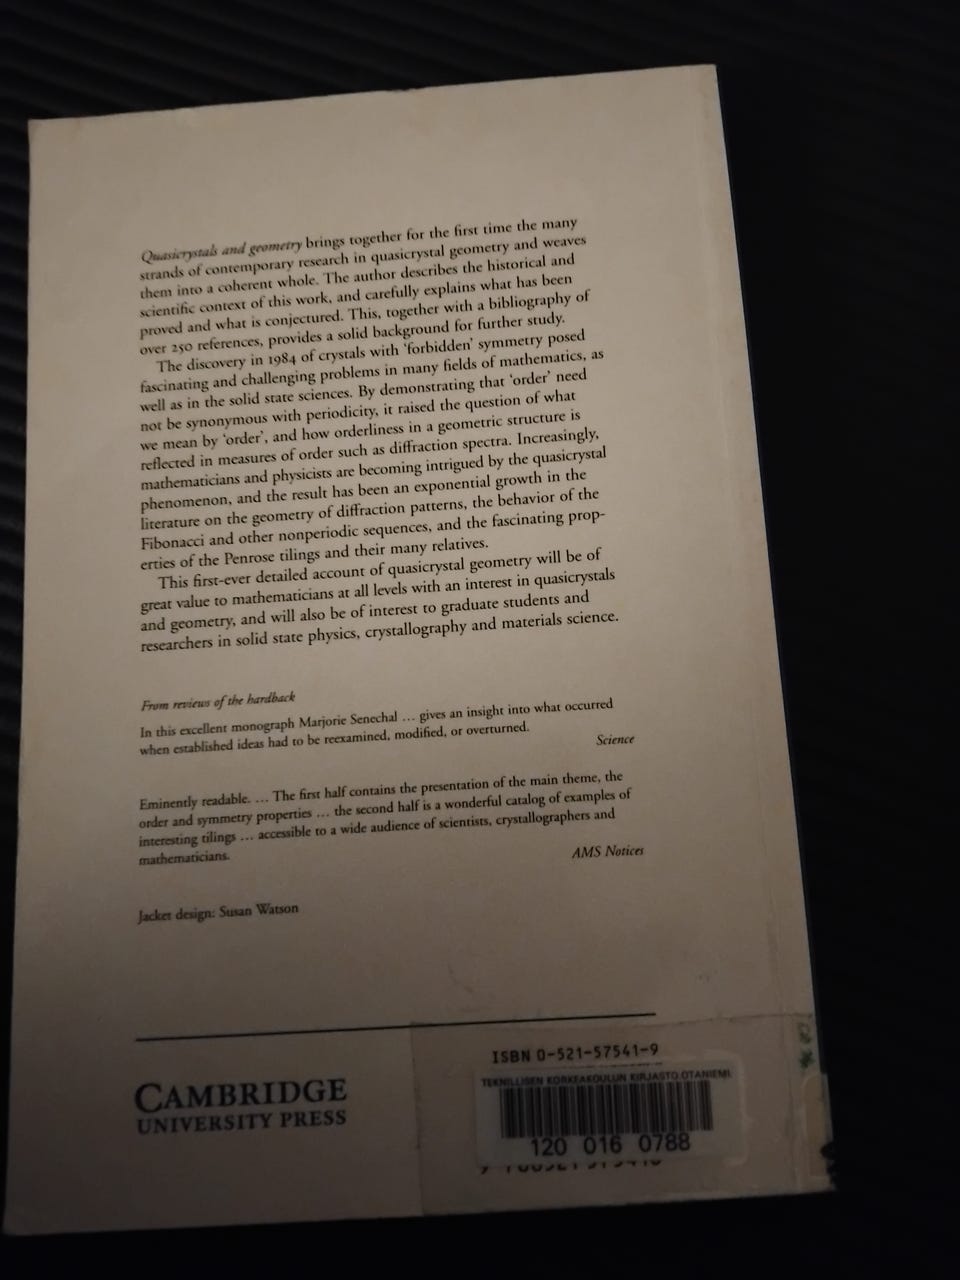 Quasicrystals and geometry brings together for the first time the many
strands of contemporary research in quasicrystal geometry and weaves
them into a coherent whole. The author describes the historical and
scientific context of this work, and carefully explains what has been
proved and what is conjectured. This, together with a bibliography of
over 250 references, provides a solid background for further study.
The discovery in 1984 of crystals with ‘forbidden’ symmetry posed
fascinating and challenging problems in many fields of mathematics, as
well as in the solid state sciences. By demonstrating that ‘order’ need
not be synonymous with periodicity, it raised the question of what
we mean by ‘order’, and how orderliness in a geometric structure is
reflected in measures of order such as diffraction spectra. Increasingly,
mathematicians and physicists are becoming intrigued by the quasicrystal
phenomenon, and the result has been an exponential growth in the
literature on the geometry of diffraction patterns, the behavior of the
Fibonacci and other nonperiodic sequences, and the fascinating prop-
erties of the Penrose tilings and their many relatives.
This first-ever detailed account of quasicrystal geometry will be of
great value to mathematicians at all levels with an interest in quasicrystals
and geometry, and will also be of interest to graduate students and
researchers in solid state physics, crystallography and materials science.
From reviews of the hardback
In this excellent monograph Marjorie Senechal ... gives an insight into what occurred
when established ideas had to be reexamined, modified, or overturned.
Science
Eminently readable. ... The first half contains the presentation of the main theme, the
order and symmetry properties ... the second half is a wonderful catalog of examples of
interesting tilings ... accessible to a wide audience of scientists, crystallographers and
mathematicians.
AMS Notices
Jacket design: Susan Watson
CAMBRIDGE
UNIVERSITY PRESS
ISBN 0-521-57541-9
TEKNILLISEN KORKEAKOULUN KIRJASTO OTANIEMI
120 016 0788